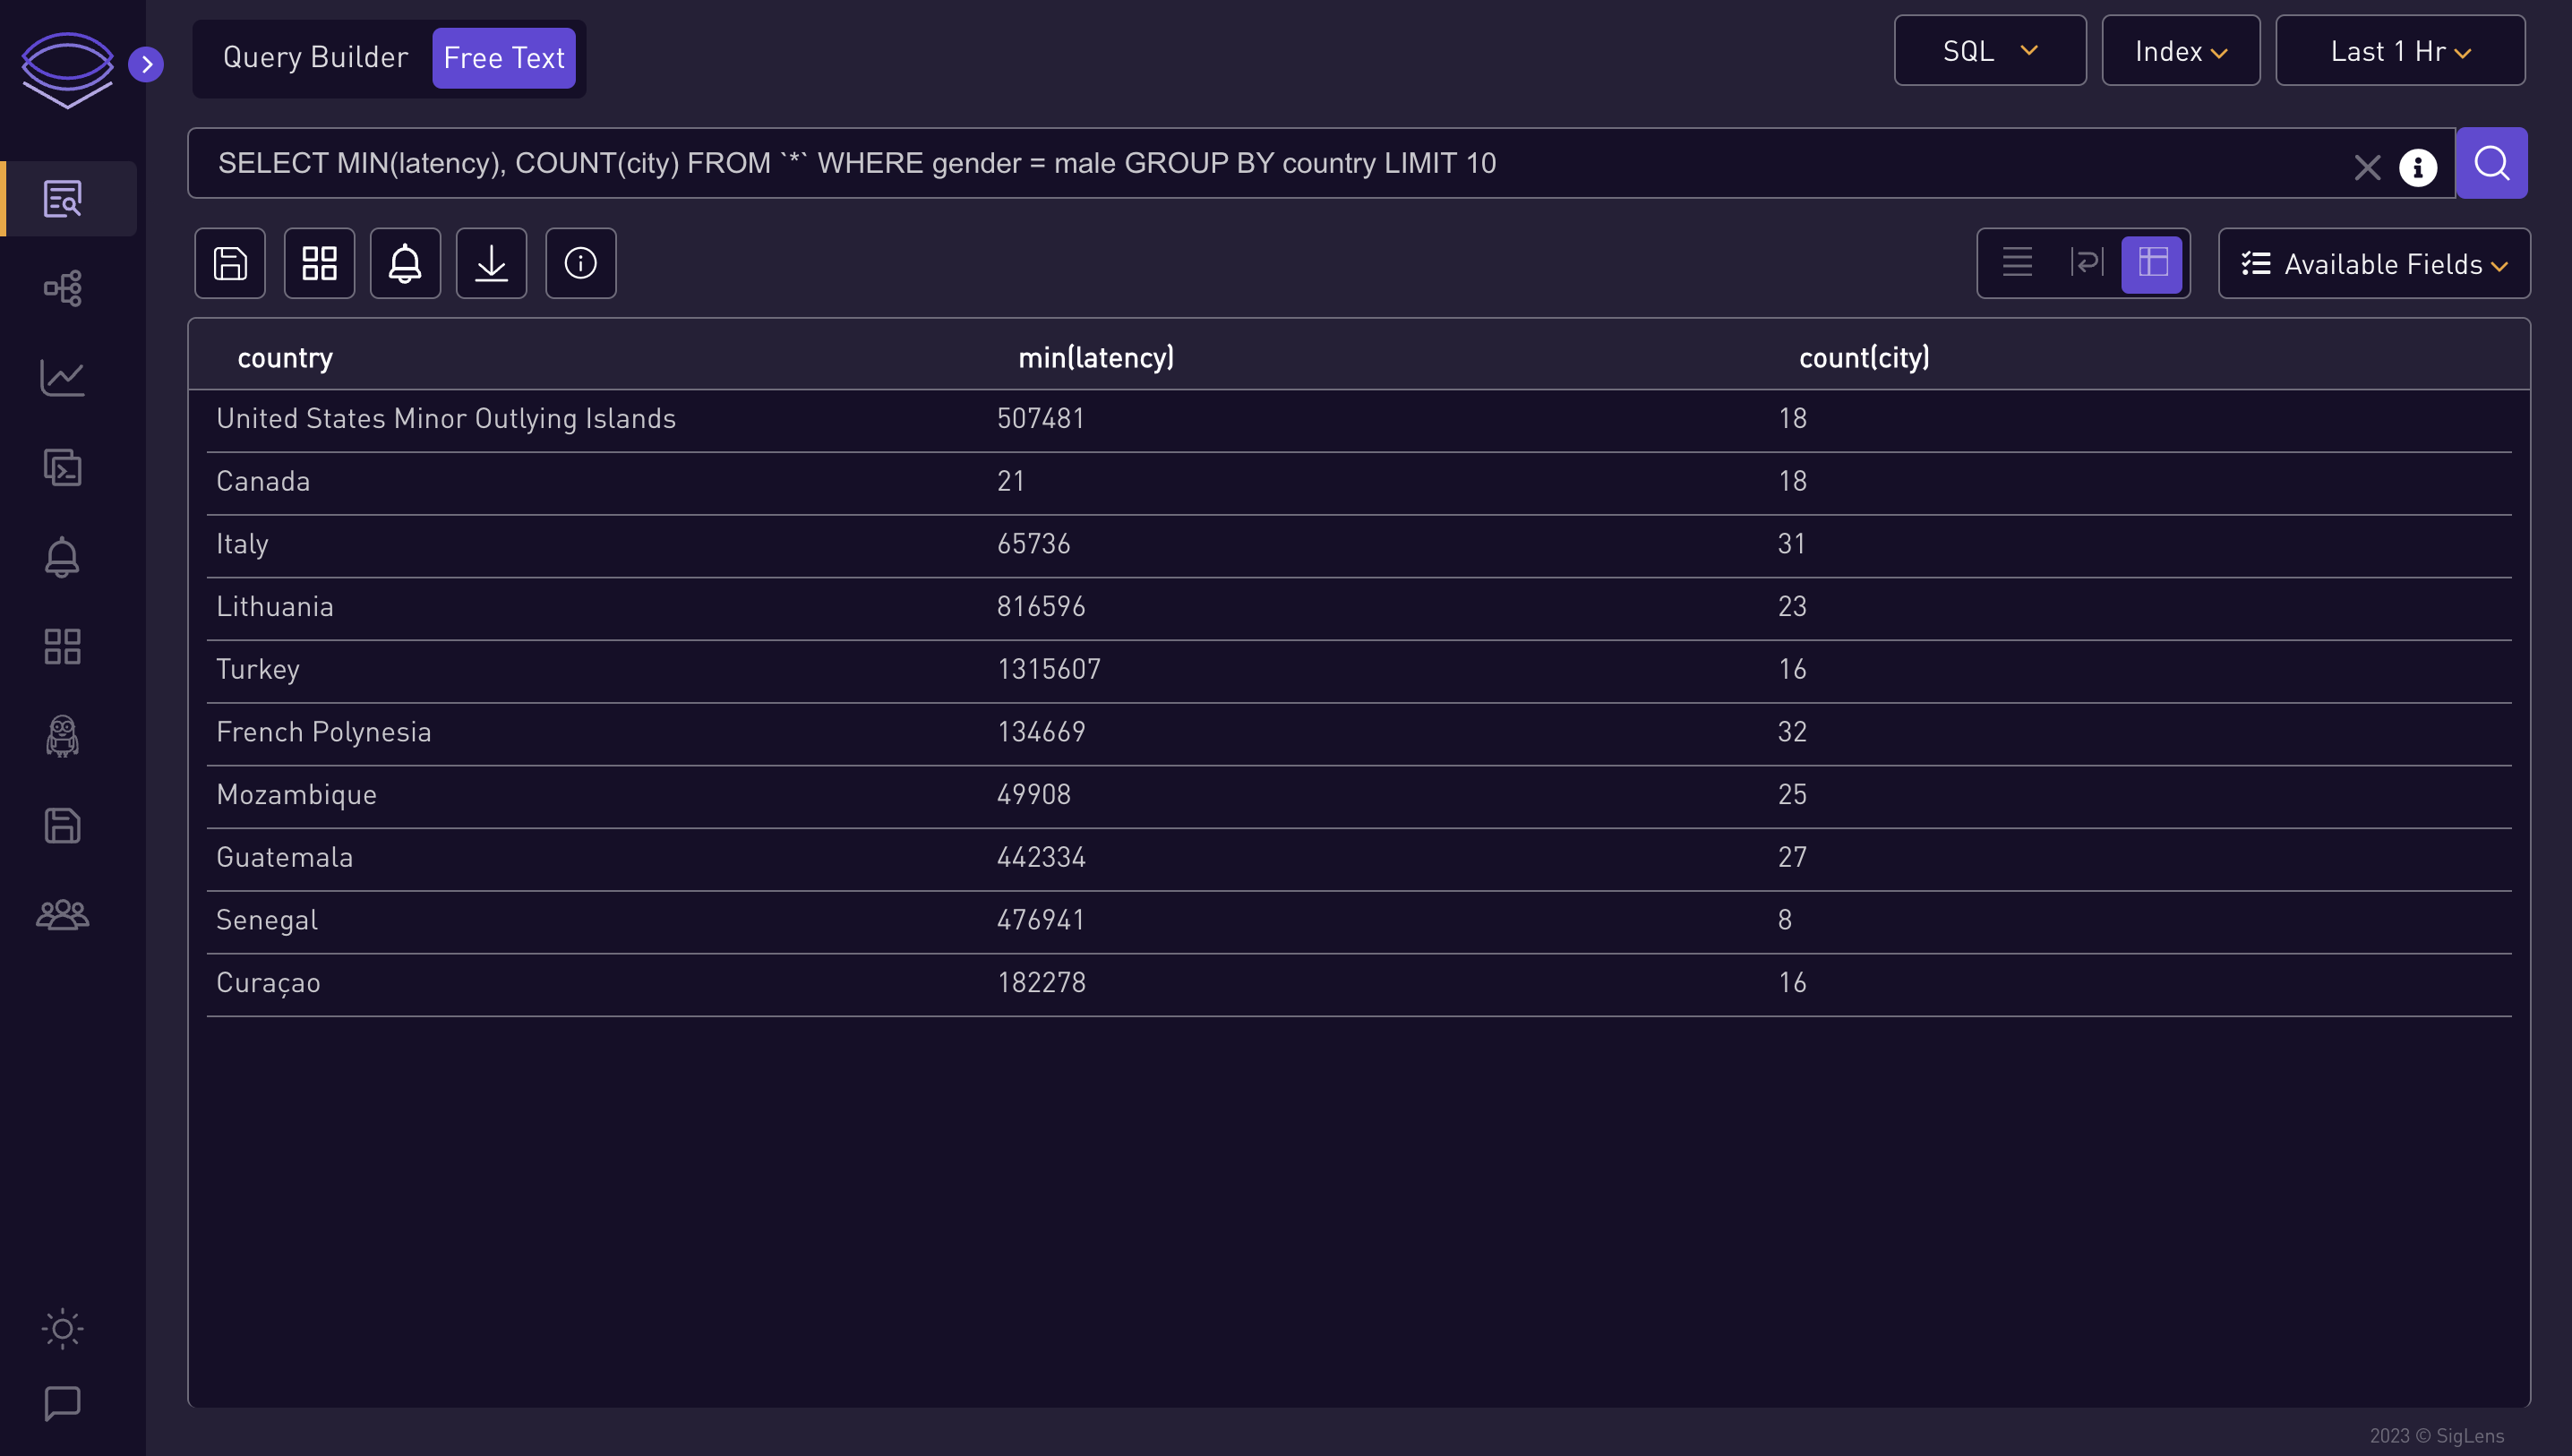 Query Builder Free Text SQL Index Last 1 Hr
SELECT MIN(latency), COUNT(city) FROM `*` WHERE gender = male GROUP BY country LIMIT 10
Available Fields
country min(latency) count(city)
United States Minor Outlying Islands 507481 18
Canada 21 18
Italy 65736 31
Lithuania 816596 23
Turkey 1315607 16
French Polynesia 134669 32
Mozambique 49908 25
Guatemala 442334 27
Senegal 476941 8
Curaçao 182278 16
2023 © SigLens